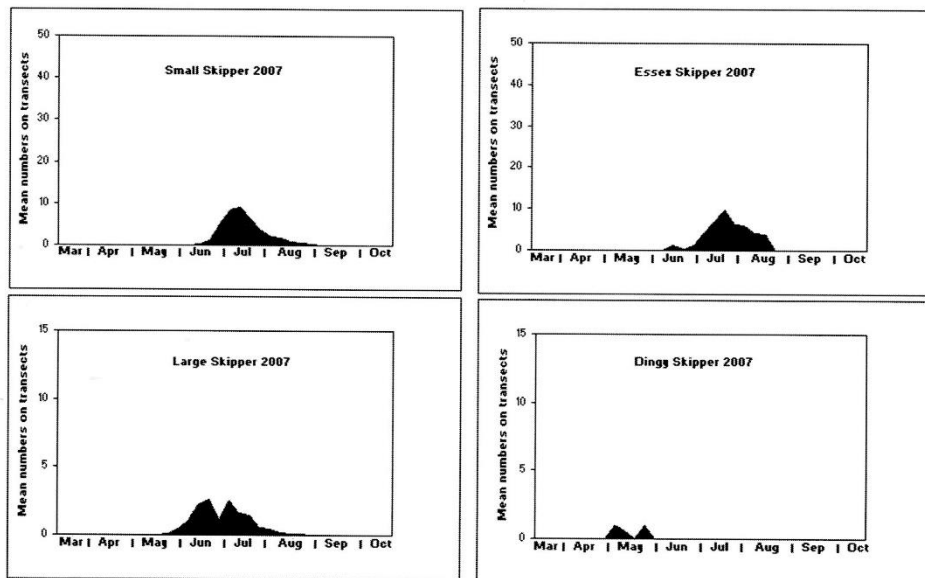 Mean numbers on transects
Small Skipper 2007
50
40
30
20
10
0
Mar | Apr | May | Jun | Jul | Aug | Sep | Oct
Mean numbers on transects
Essex Skipper 2007
50
40
30
20
10
0
Mar | Apr | May | Jun | Jul | Aug | Sep | Oct
Mean numbers on transects
Large Skipper 2007
15
10
5
0
Mar | Apr | May | Jun | Jul | Aug | Sep | Oct
Mean numbers on transects
Dingy Skipper 2007
15
10
5
0
Mar | Apr | May | Jun | Jul | Aug | Sep | Oct